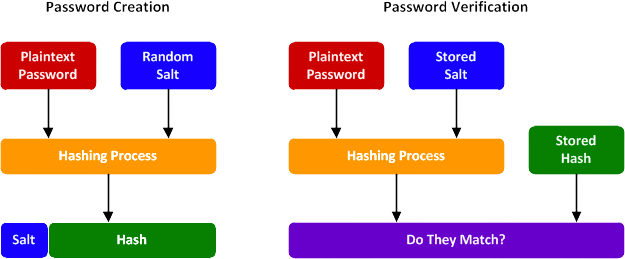 Password Creation
Plaintext
Password
Random
Salt
Hashing Process
Salt
Hash
Password Verification
Plaintext
Password
Stored
Salt
Hashing Process
Stored
Hash
Do They Match?